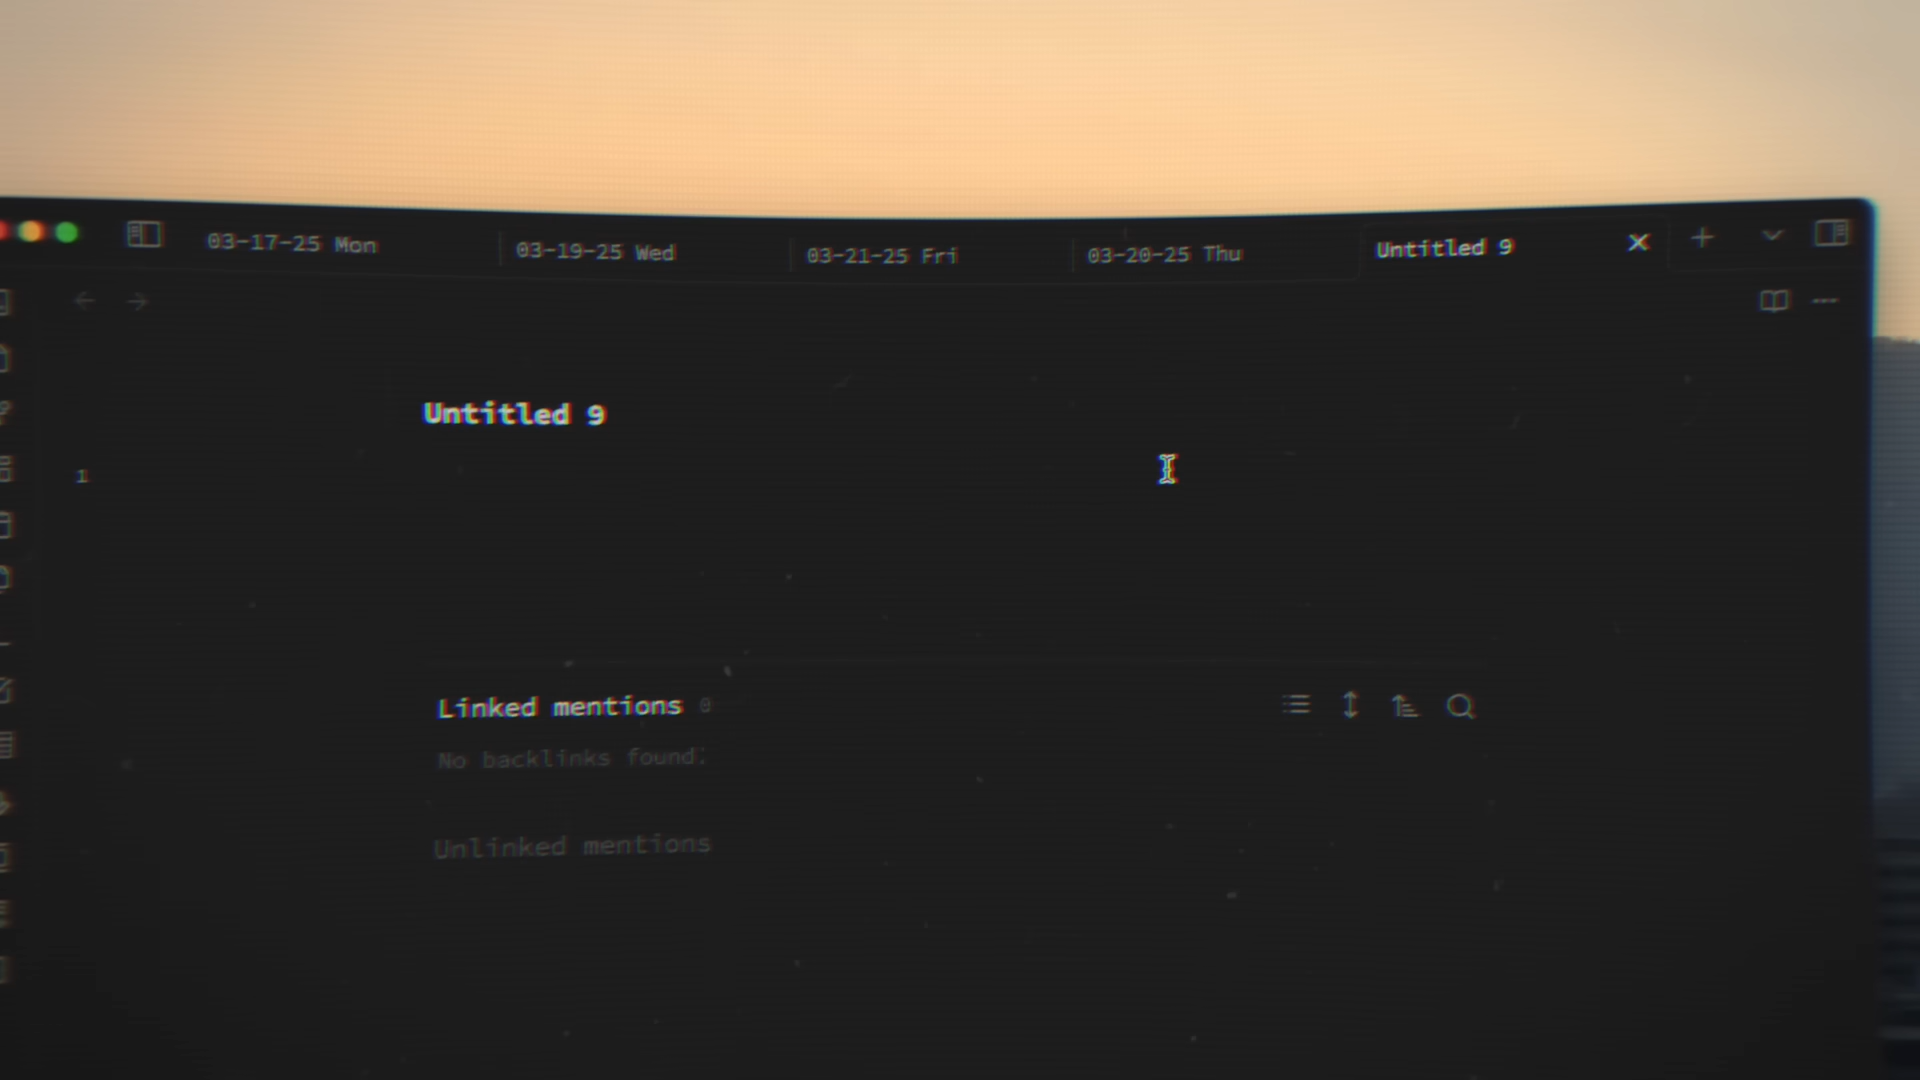 03-17-25 Mon
03-19-25 Wed
03-21-25 Fri
03-20-25 Thu
Untitled 9
Untitled 9
1
Linked mentions 0
No backlinks found.
Unlinked mentions